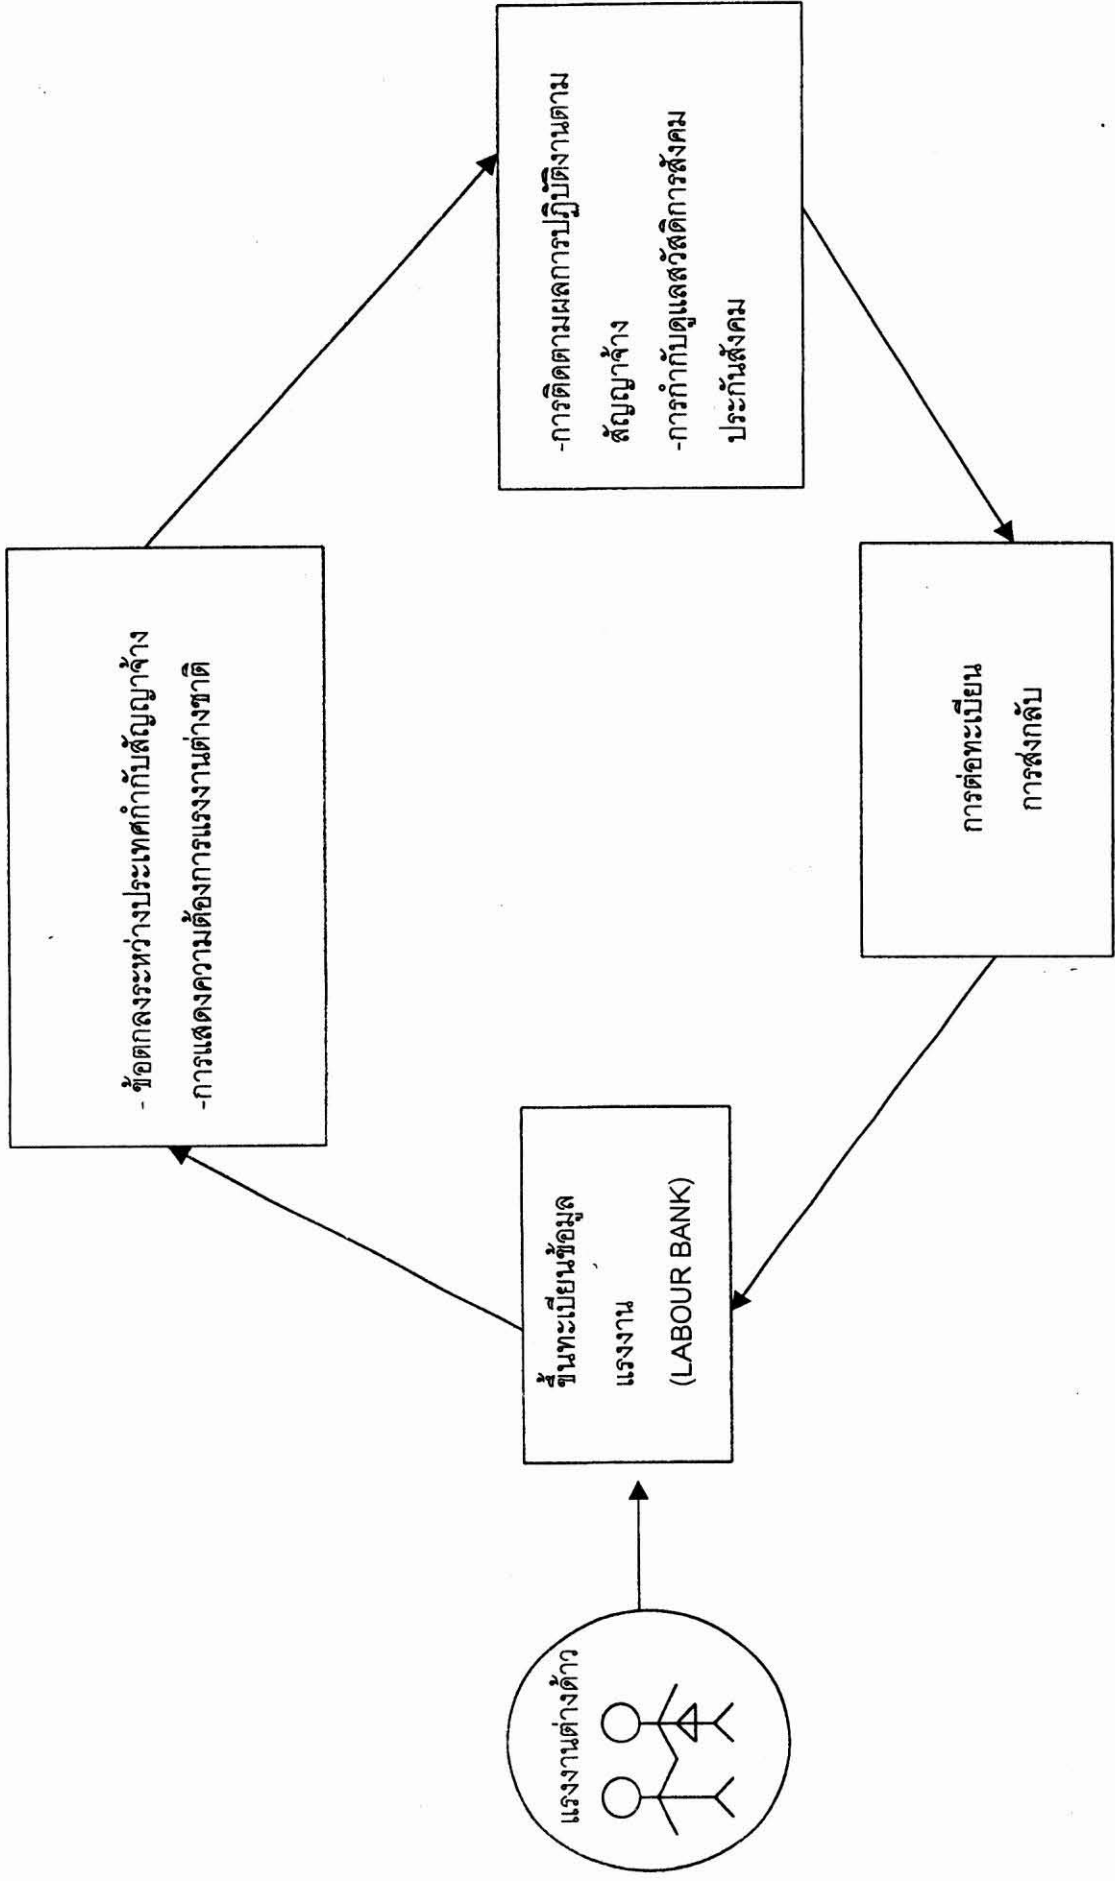 แรงงานต่างด้าว
ขึ้นทะเบียนข้อมูล
แรงงาน
(LABOUR BANK)
- ข้อตกลงระหว่างประเทศกำกับสัญญาจ้าง
-การแสดงความต้องการแรงงานต่างชาติ
-การติดตามผลการปฏิบัติงานตาม
สัญญาจ้าง
-การกำกับดูแลสวัสดิการสังคม
ประกันสังคม
การต่อทะเบียน
การส่งกลับ